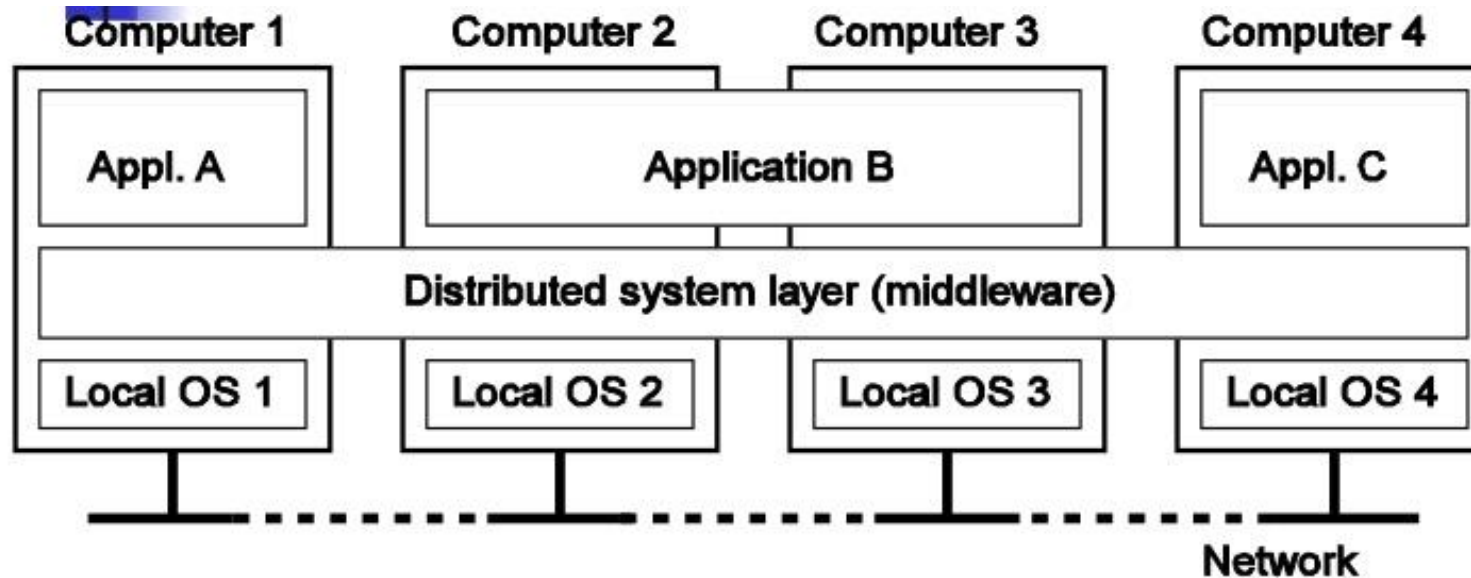 Computer 1 Computer 2 Computer 3 Computer 4
Appl. A Application B Appl. C
Distributed system layer (middleware)
Local OS 1 Local OS 2 Local OS 3 Local OS 4
Network